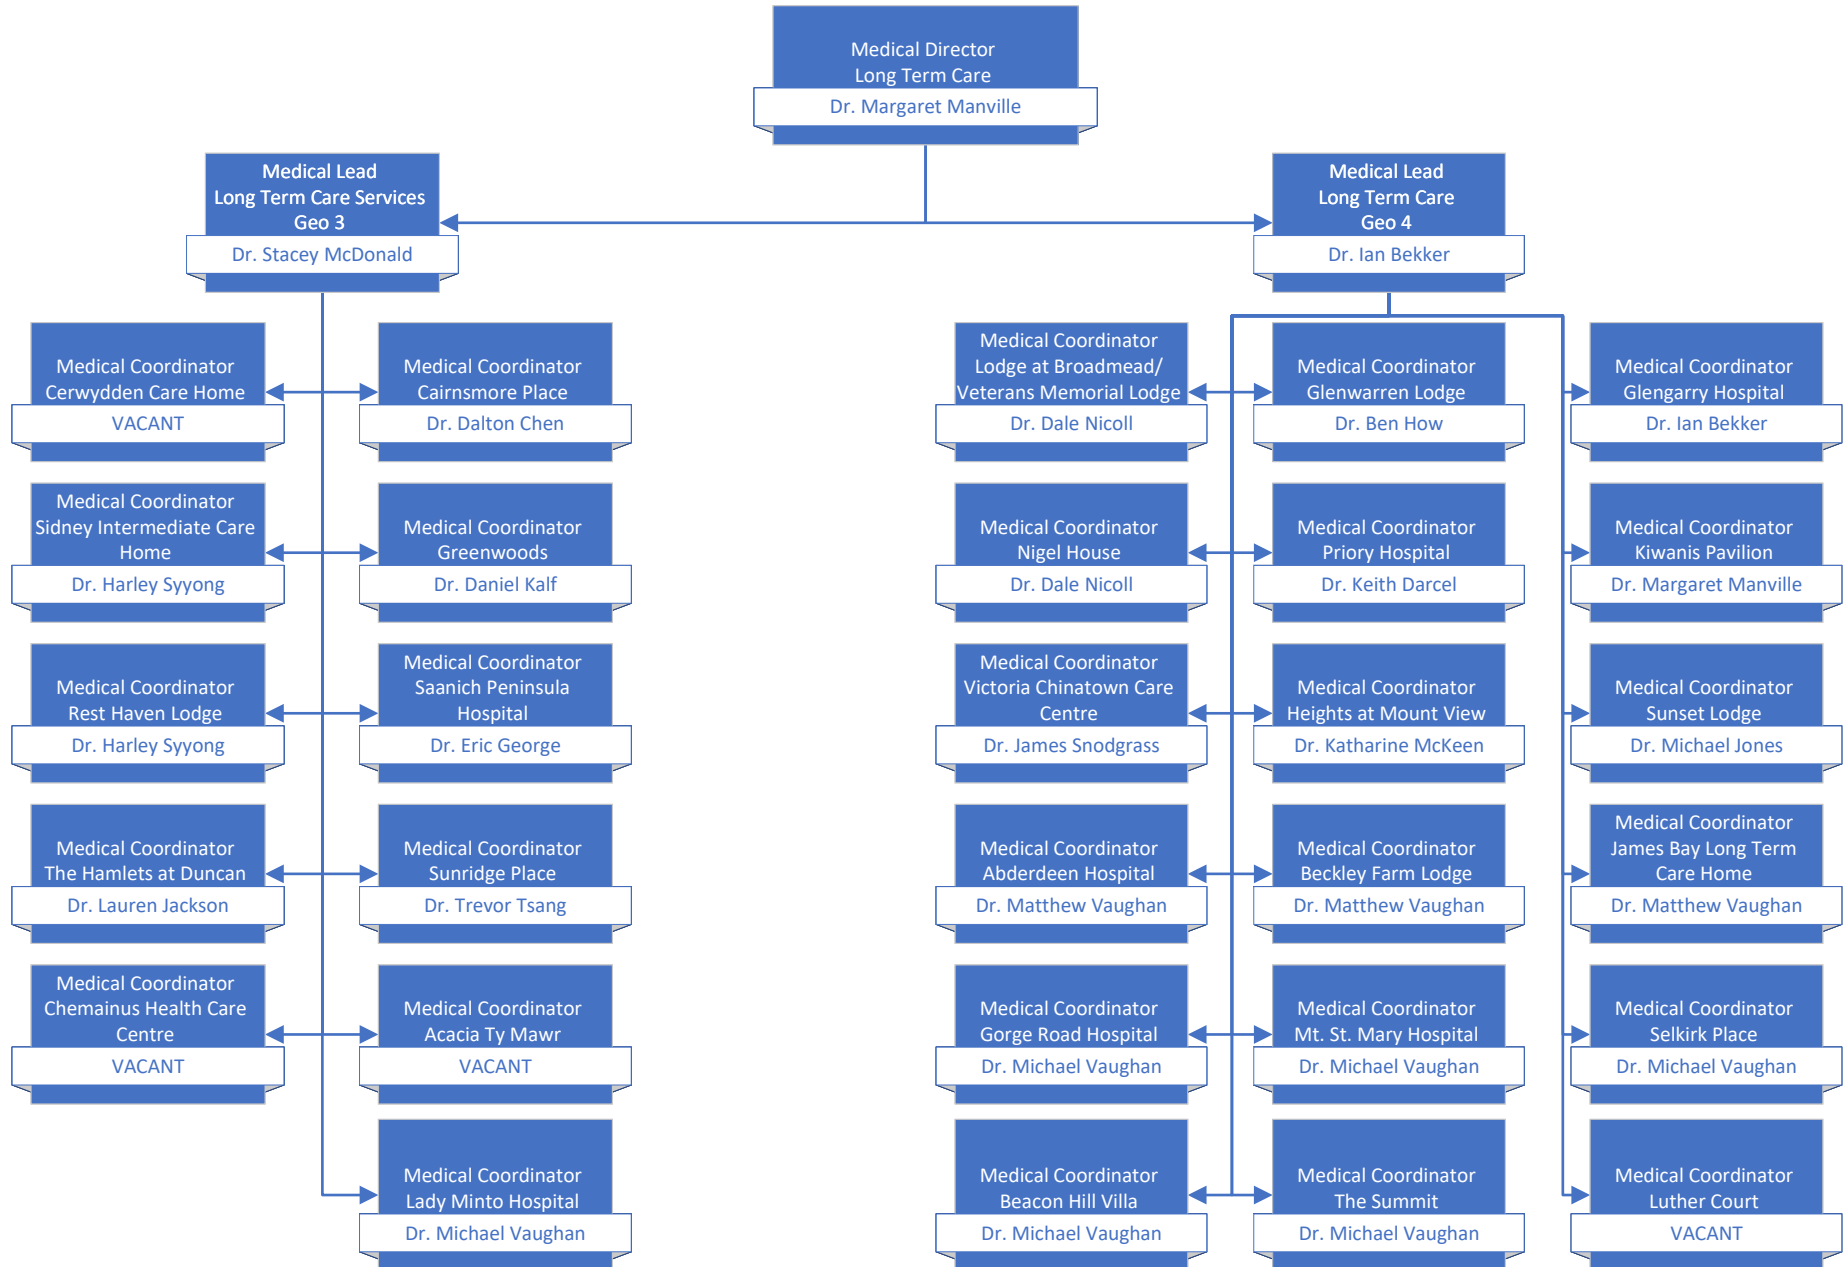 Medical Director
Long Term Care
Dr. Margaret Manville
Medical Lead
Long Term Care Services
Geo 3
Dr. Stacey McDonald
Medical Lead
Long Term Care
Geo 4
Dr. Ian Bekker
Medical Coordinator
Cerwydden Care Home
VACANT
Medical Coordinator
Cairnsmore Place
Dr. Dalton Chen
Medical Coordinator
Lodge at Broadmead/
Veterans Memorial Lodge
Dr. Dale Nicoll
Medical Coordinator
Glenwarren Lodge
Dr. Ben How
Medical Coordinator
Glengarry Hospital
Dr. Ian Bekker
Medical Coordinator
Sidney Intermediate Care
Home
Dr. Harley Syyong
Medical Coordinator
Greenwoods
Dr. Daniel Kalf
Medical Coordinator
Nigel House
Dr. Dale Nicoll
Medical Coordinator
Priory Hospital
Dr. Keith Darcel
Medical Coordinator
Kiwanis Pavilion
Dr. Margaret Manville
Medical Coordinator
Rest Haven Lodge
Dr. Harley Syyong
Medical Coordinator
Saanich Peninsula
Hospital
Dr. Eric George
Medical Coordinator
Victoria Chinatown Care
Centre
Dr. James Snodgrass
Medical Coordinator
Heights at Mount View
Dr. Katharine McKeen
Medical Coordinator
Sunset Lodge
Dr. Michael Jones
Medical Coordinator
The Hamlets at Duncan
Dr. Lauren Jackson
Medical Coordinator
Sunridge Place
Dr. Trevor Tsang
Medical Coordinator
Abderdeen Hospital
Dr. Matthew Vaughan
Medical Coordinator
Beckley Farm Lodge
Dr. Matthew Vaughan
Medical Coordinator
James Bay Long Term
Care Home
Dr. Matthew Vaughan
Medical Coordinator
Chemainus Health Care
Centre
VACANT
Medical Coordinator
Acacia Ty Mawr
VACANT
Medical Coordinator
Gorge Road Hospital
Dr. Michael Vaughan
Medical Coordinator
Mt. St. Mary Hospital
Dr. Michael Vaughan
Medical Coordinator
Selkirk Place
Dr. Michael Vaughan
Medical Coordinator
Lady Minto Hospital
Dr. Michael Vaughan
Medical Coordinator
Beacon Hill Villa
Dr. Michael Vaughan
Medical Coordinator
The Summit
Dr. Michael Vaughan
Medical Coordinator
Luther Court
VACANT